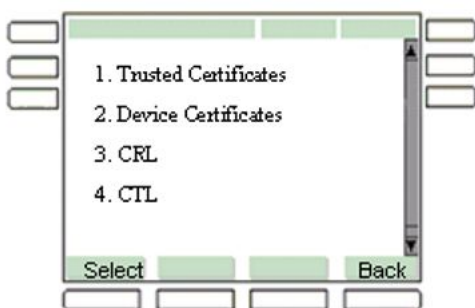 1. Trusted Certificates
2. Device Certificates
3. CRL
4. CTL
Select Back